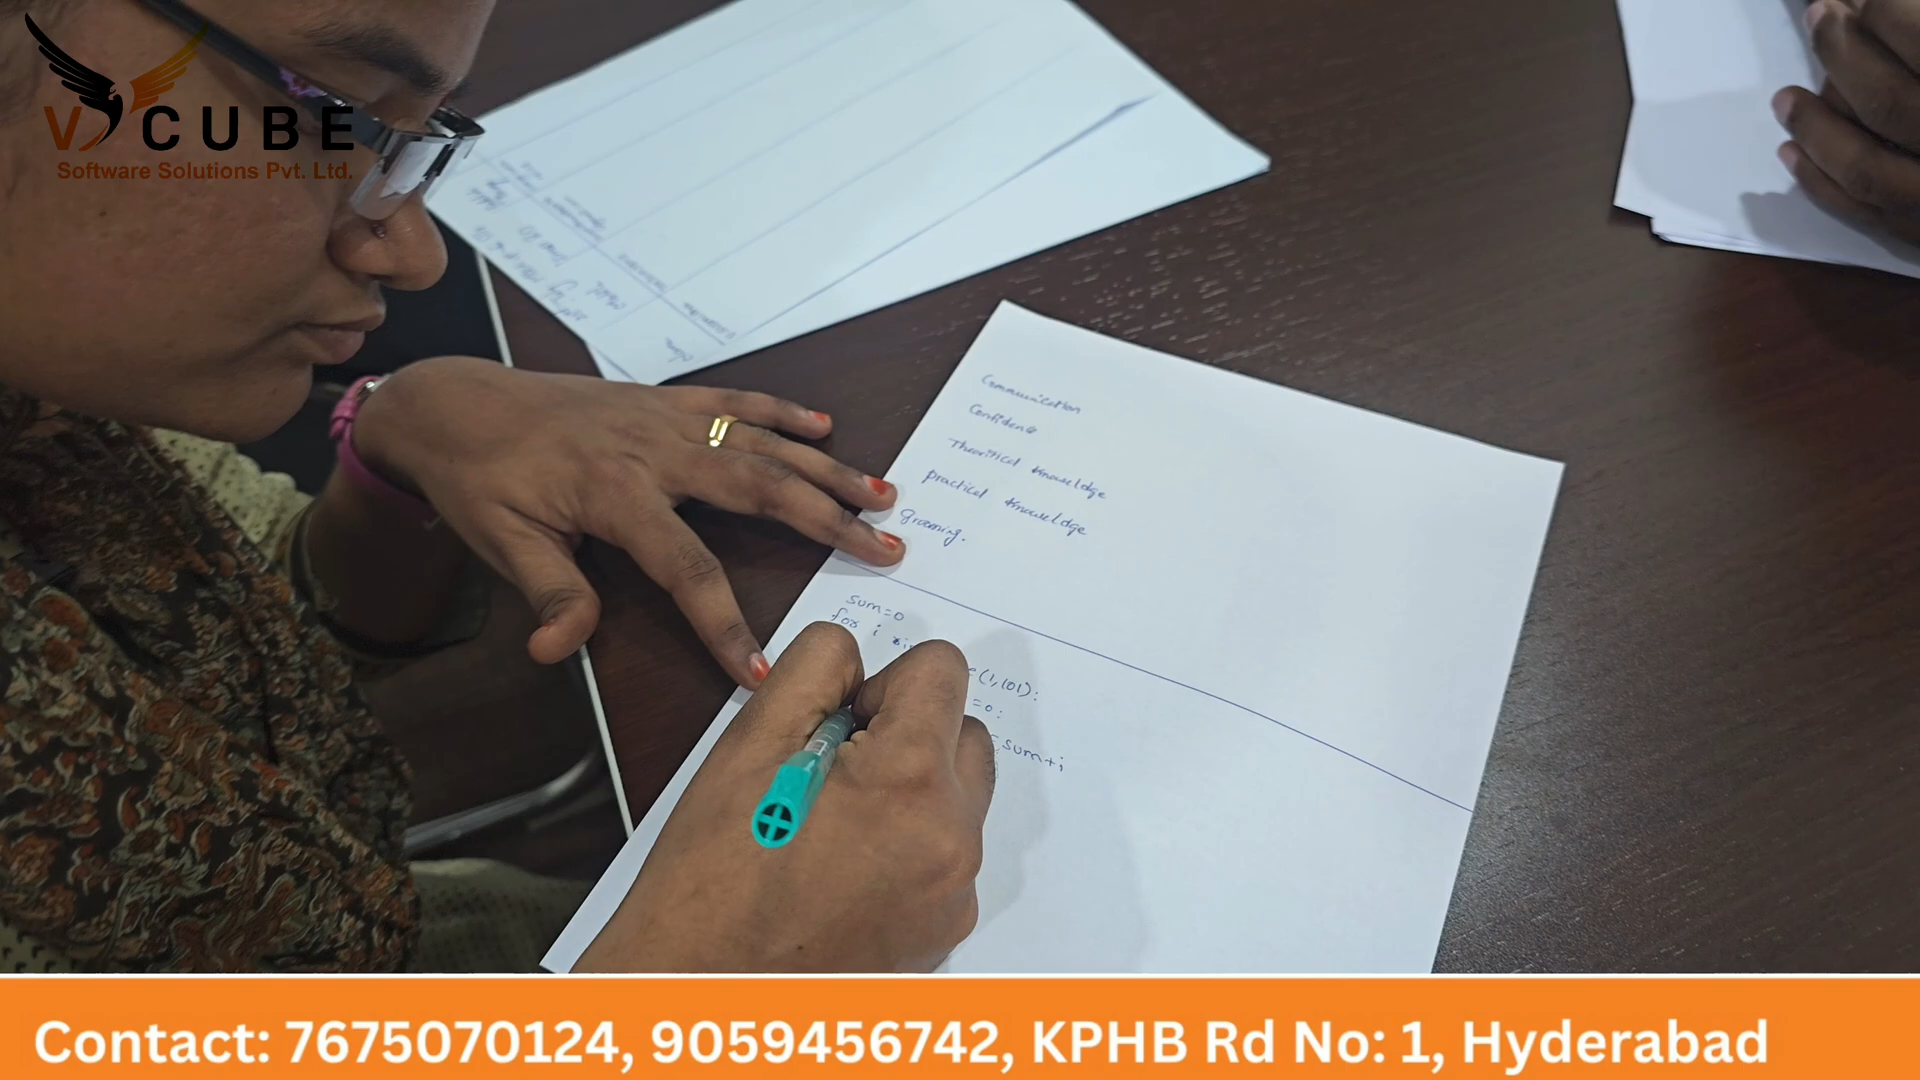 V CUBE
Software Solutions Pvt. Ltd.
Communication
Confidence
Theoritical Knoweldge
practical Knoweldge
grooming.
sum=0
for i in
e(1,101):
=0:
=sum+i
Contact: 7675070124, 9059456742, KPHB Rd No: 1, Hyderabad